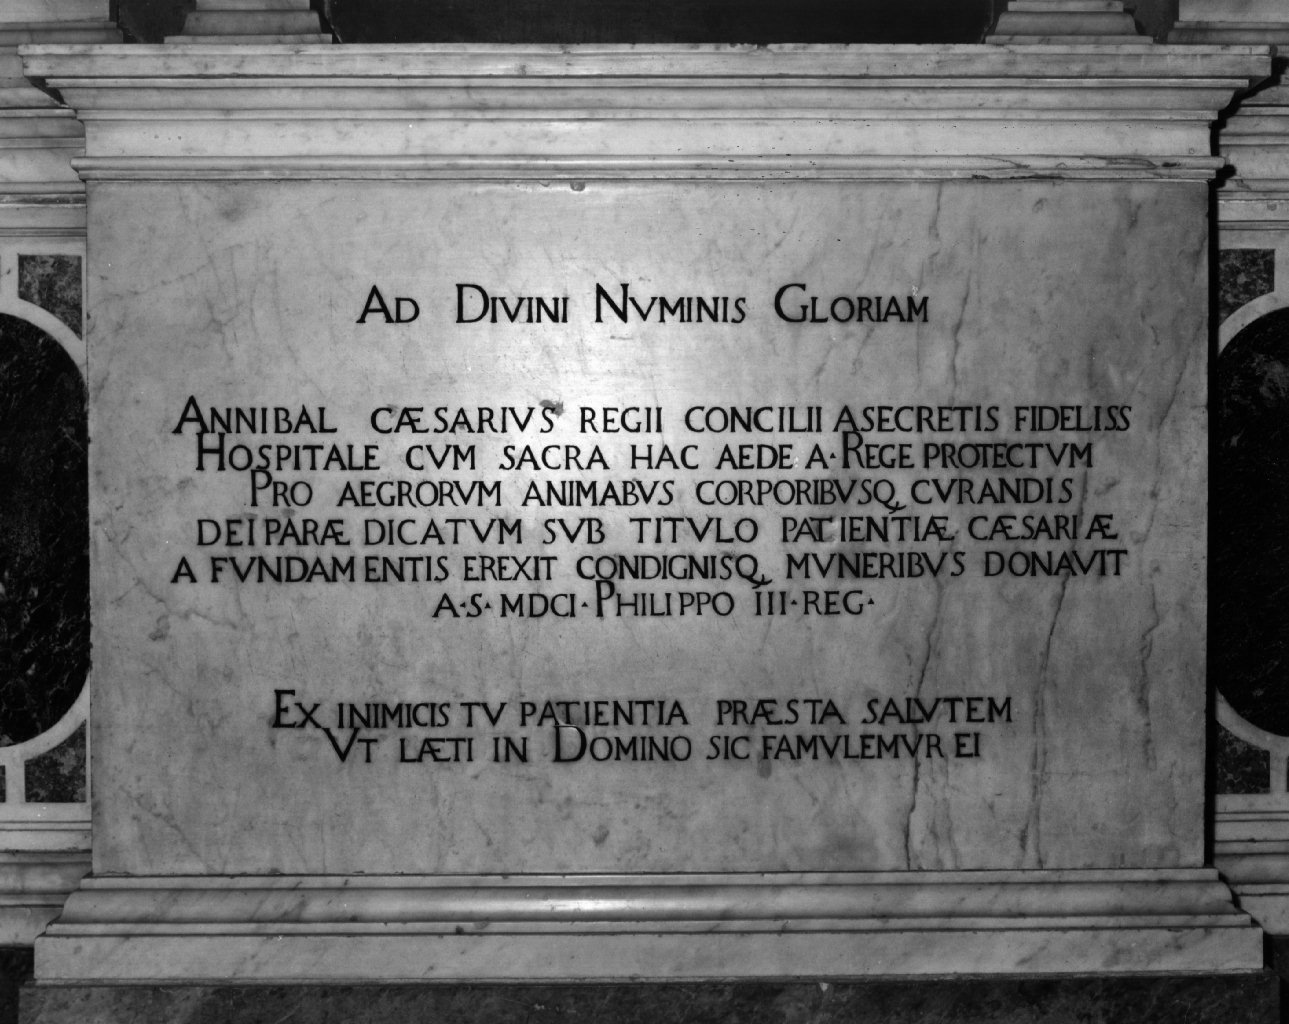 AD DIVINI NVMINIS GLORIAM
ANNIBAL CÆSARIVS REGII CONCILII ASECRETIS FIDELISS
HOSPITALE CVM SACRA HAC AEDE A·REGE PROTECTVM
PRO AEGRORVM ANIMABVS CORPORIBVSQ CVRANDIS
DEIPARÆ DICATVM SVB TITVLO PATIENTIÆ CÆSARIÆ
A FVNDAMENTIS EREXIT CONDIGNISQ MVNERIBVS DONAVIT
A·S·MDCI·PHILIPPO III·REG·
EX INIMICIS TV PATIENTIA PRÆSTA SALVTEM
VT LÆTI IN DOMINO SIC FAMVLEMVR EI